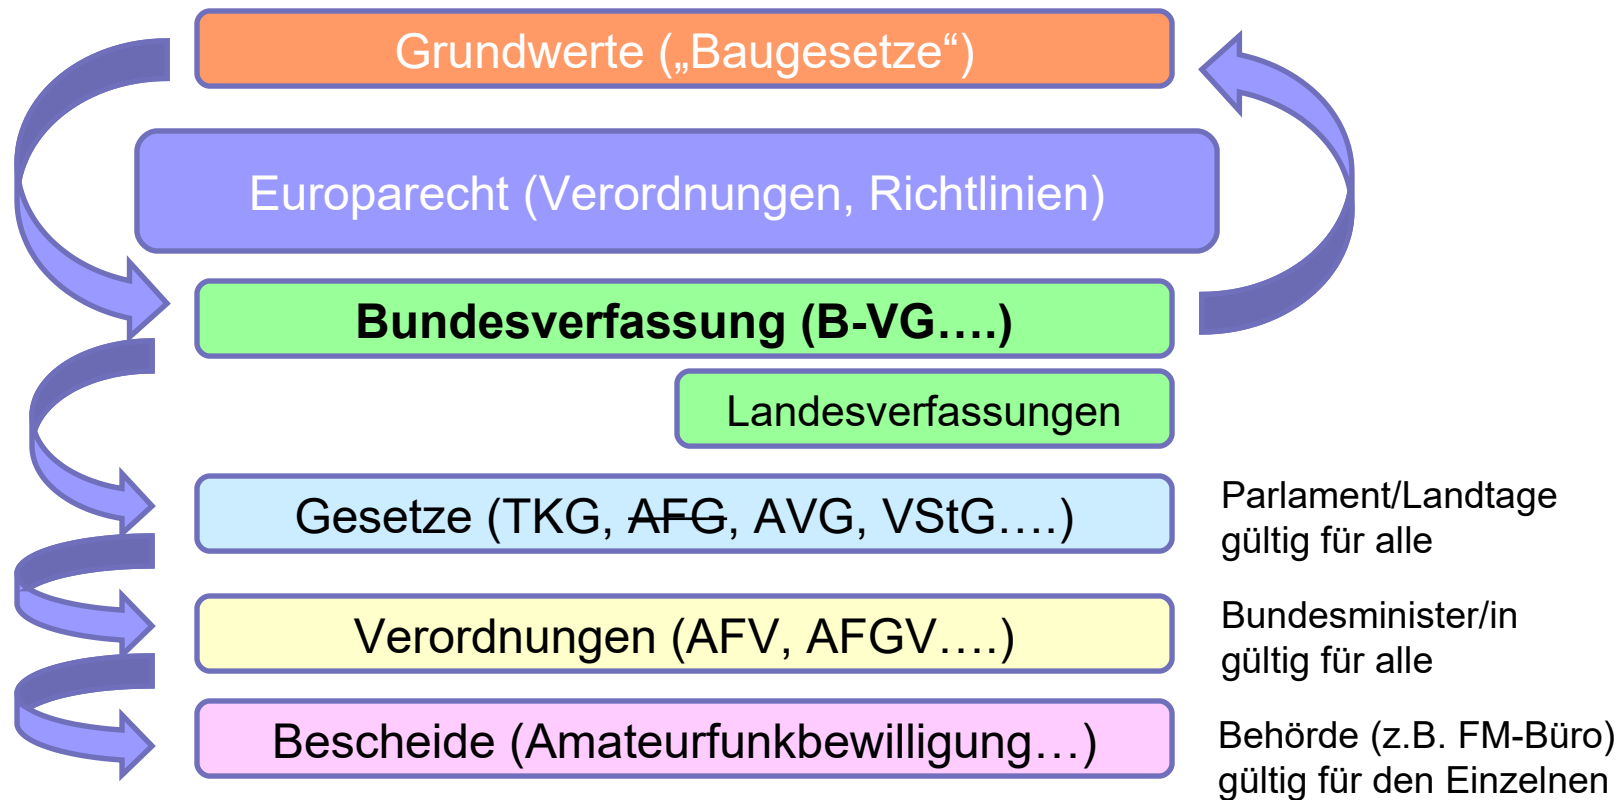 Grundwerte („Baugesetze“)
Europarecht (Verordnungen, Richtlinien)
Bundesverfassung (B-VG….)
Landesverfassungen
Gesetze (TKG, AFG, AVG, VStG….)
Parlament/Landtage
gültig für alle
Verordnungen (AFV, AFGV….)
Bundesminister/in
gültig für alle
Bescheide (Amateurfunkbewilligung…)
Behörde (z.B. FM-Büro)
gültig für den Einzelnen